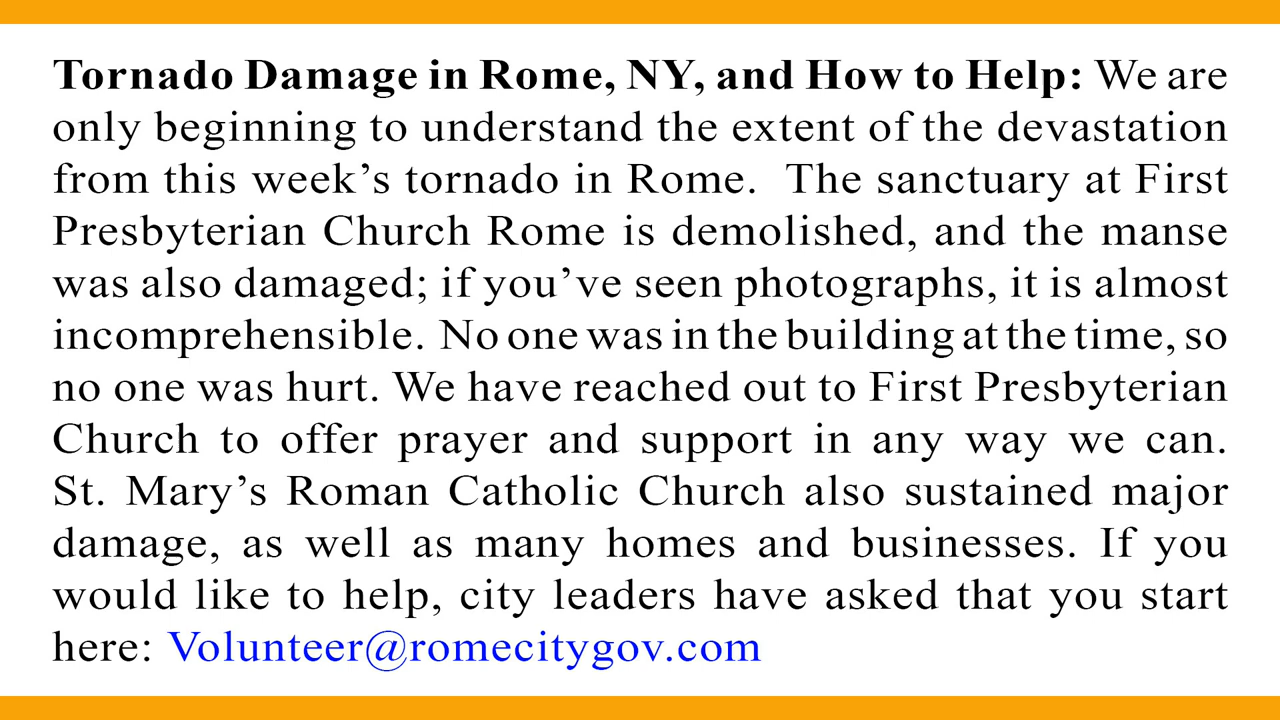 Tornado Damage in Rome, NY, and How to Help: We are
only beginning to understand the extent of the devastation
from this week’s tornado in Rome.  The sanctuary at First
Presbyterian Church Rome is demolished, and the manse
was also damaged; if you’ve seen photographs, it is almost
incomprehensible.  No one was in the building at the time, so
no one was hurt. We have reached out to First Presbyterian
Church to offer prayer and support in any way we can.
St. Mary’s Roman Catholic Church also sustained major
damage, as well as many homes and businesses. If you
would like to help, city leaders have asked that you start
here: Volunteer@romecitygov.com